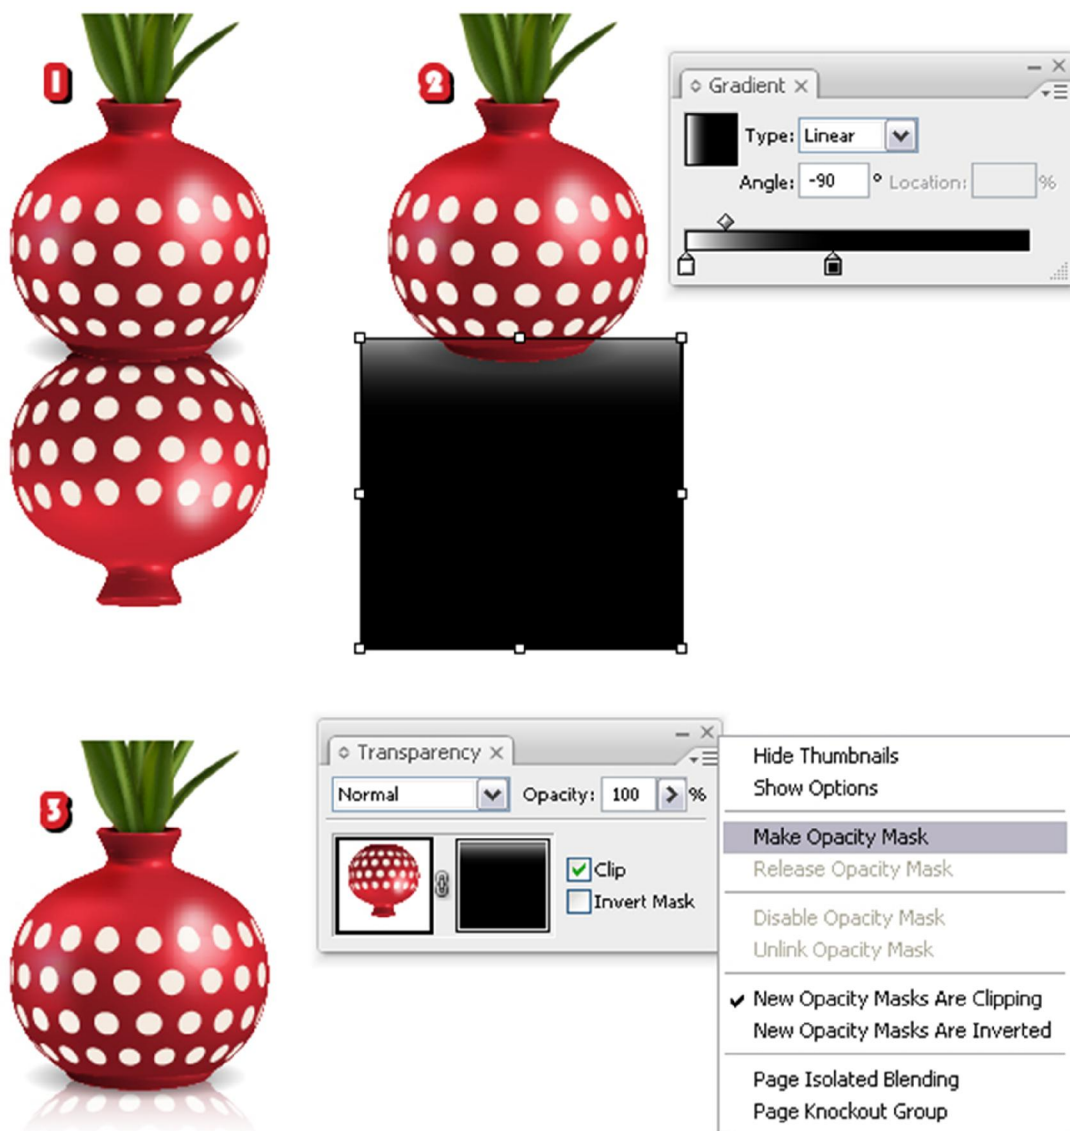 1
2
Gradient
Type: Linear
Angle: -90 ° Location: %
3
Transparency
Normal Opacity: 100 %
Clip
Invert Mask
Hide Thumbnails
Show Options
Make Opacity Mask
Release Opacity Mask
Disable Opacity Mask
Unlink Opacity Mask
New Opacity Masks Are Clipping
New Opacity Masks Are Inverted
Page Isolated Blending
Page Knockout Group